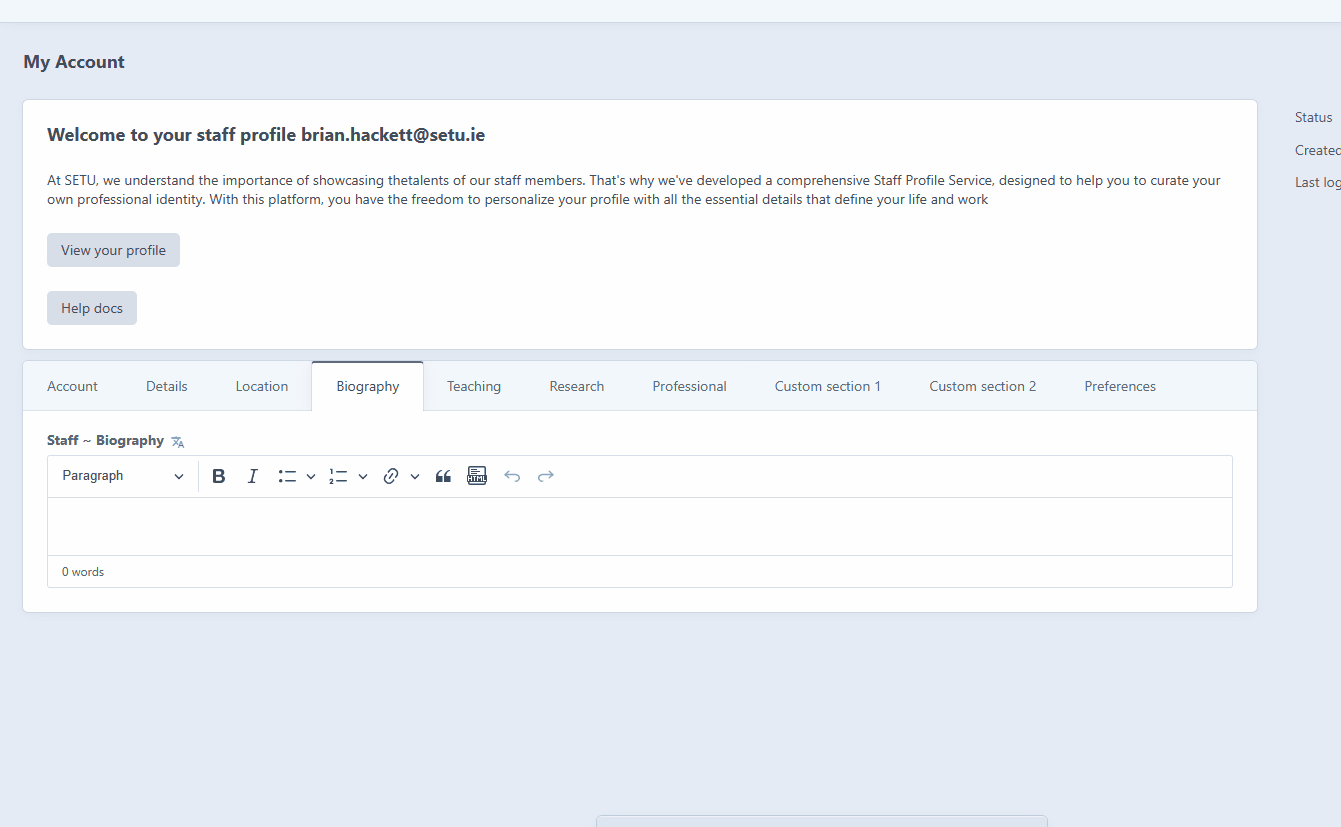 My Account
Welcome to your staff profile brian.hackett@setu.ie
At SETU, we understand the importance of showcasing thetalents of our staff members. That's why we've developed a comprehensive Staff Profile Service, designed to help you to curate your
own professional identity. With this platform, you have the freedom to personalize your profile with all the essential details that define your life and work
View your profile
Help docs
Status
Created
Last log
Account Details Location Biography Teaching Research Professional Custom section 1 Custom section 2 Preferences
Staff ~ Biography
Paragraph B I HTML
0 words